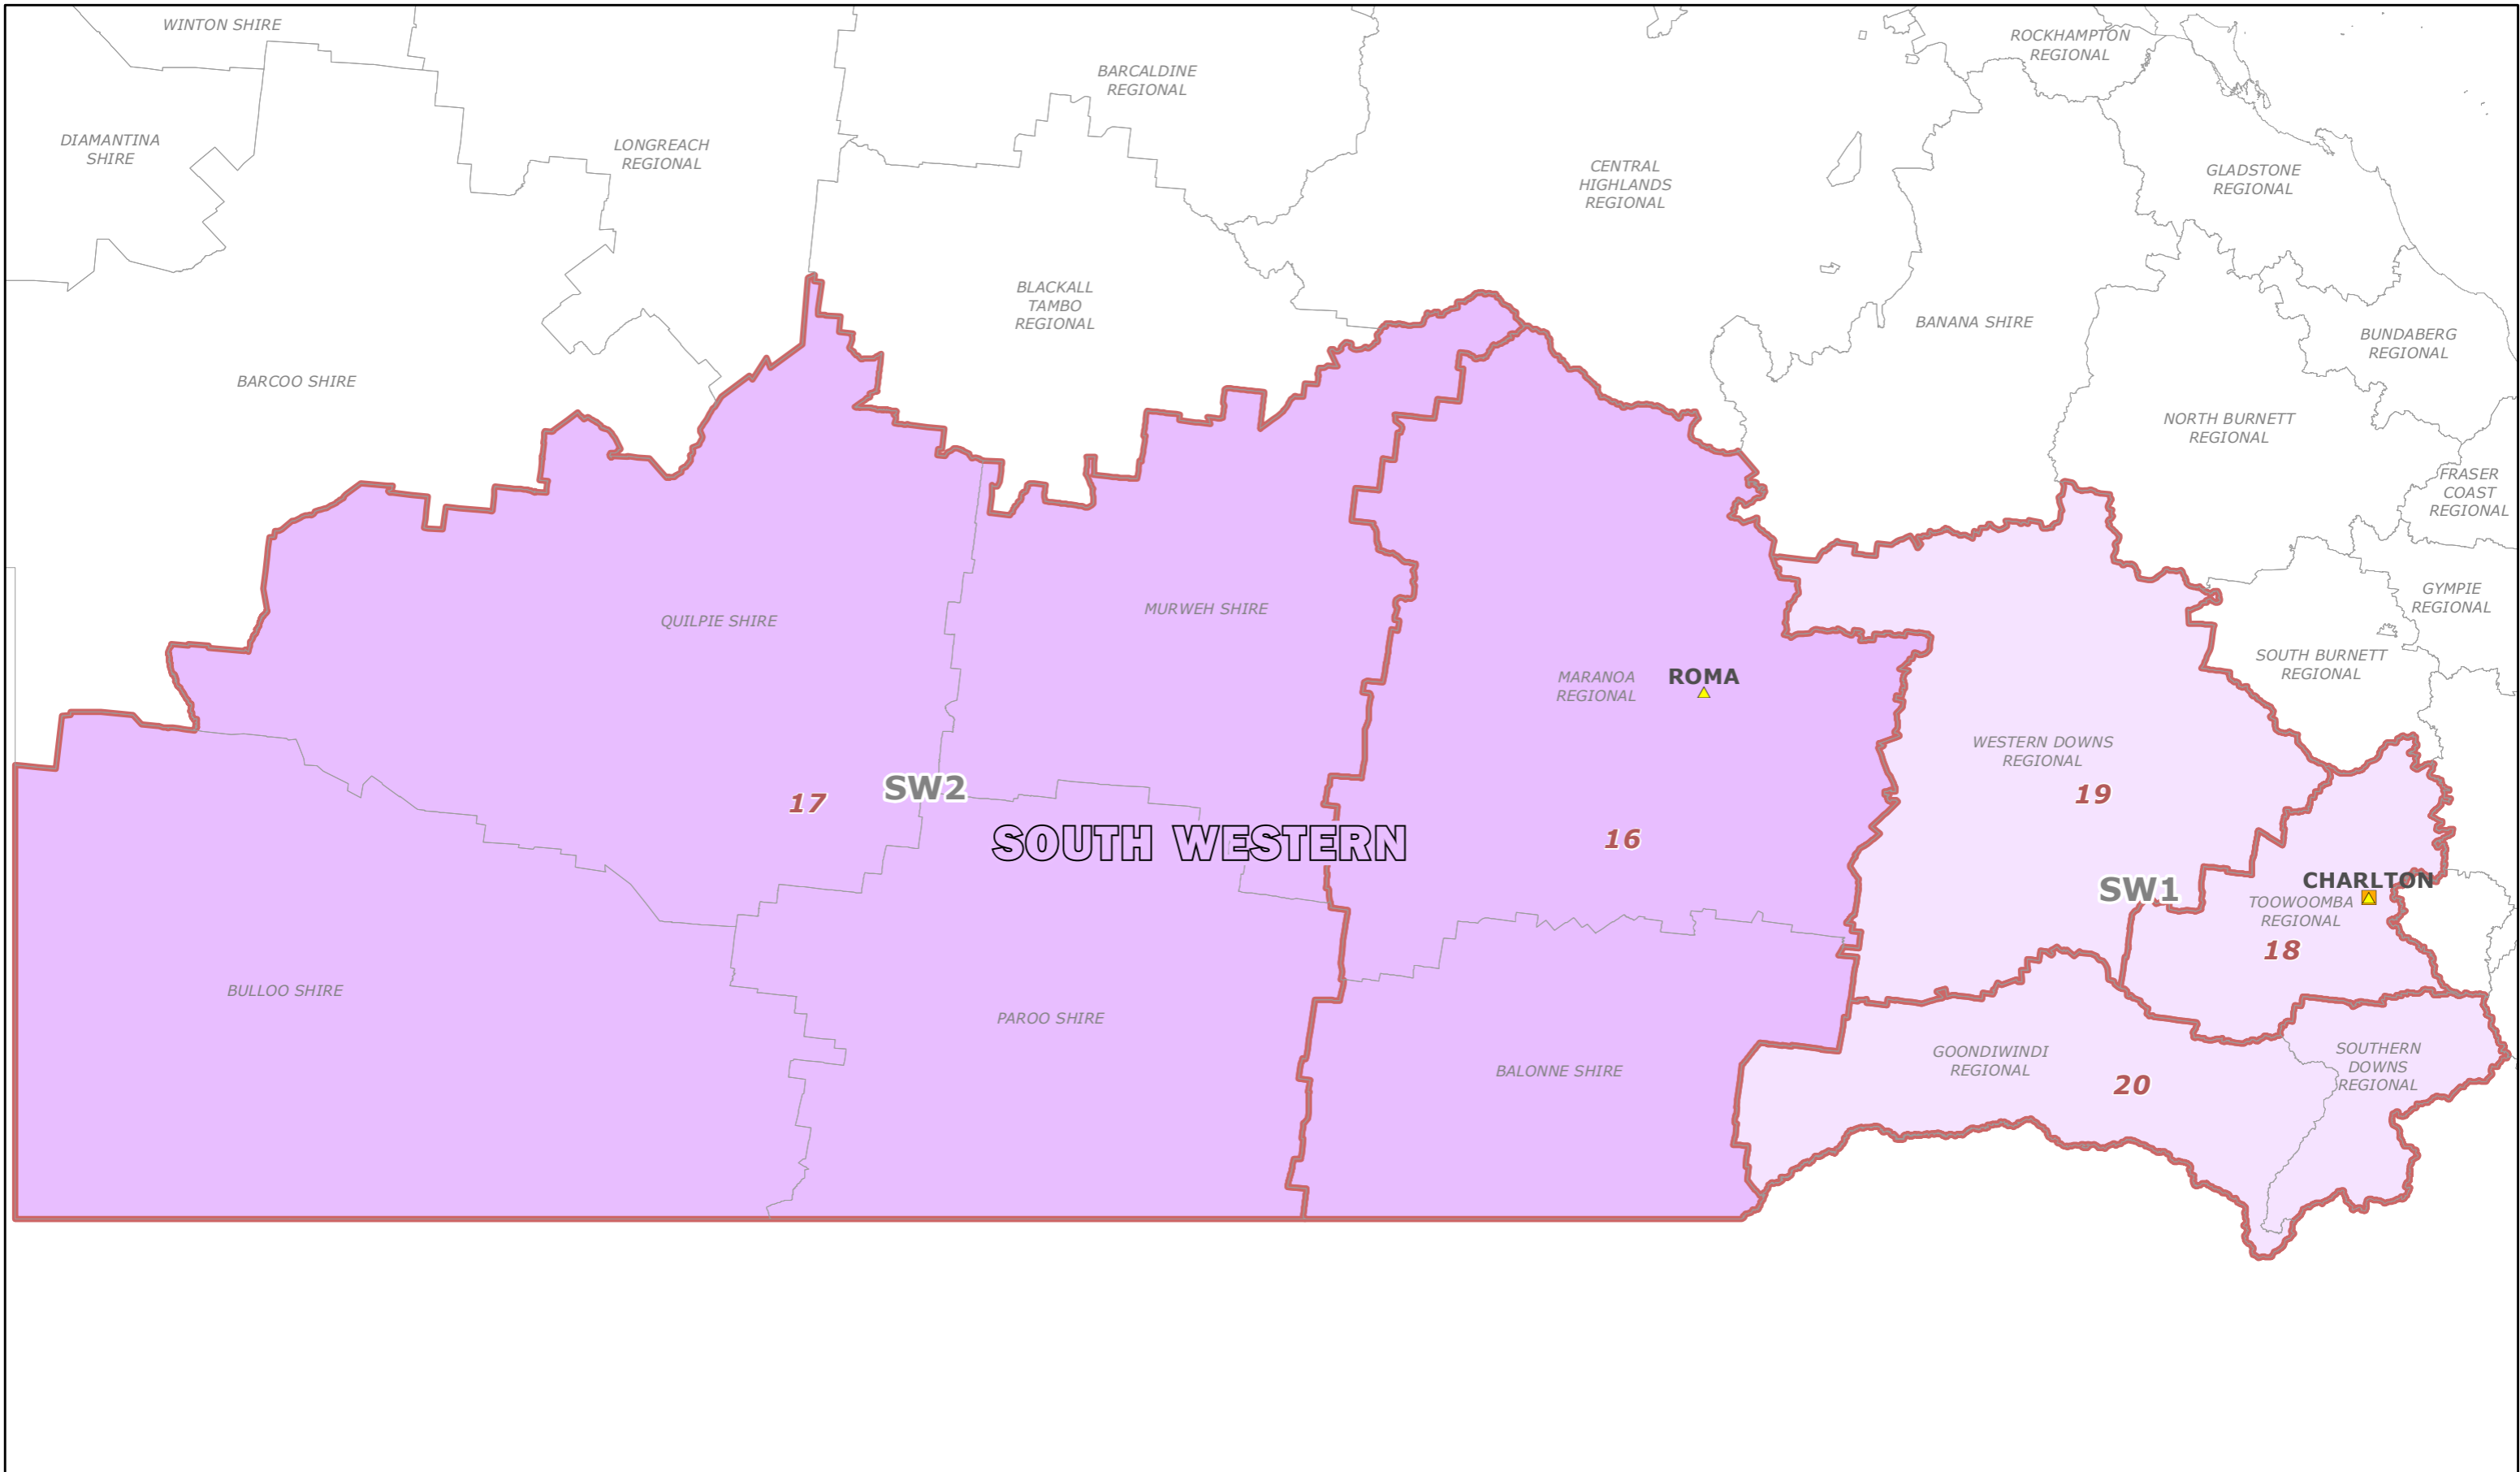 WINTON SHIRE
ROCKHAMPTON
REGIONAL
BARCALDINE
REGIONAL
DIAMANTINA
SHIRE
LONGREACH
REGIONAL
CENTRAL
HIGHLANDS
REGIONAL
GLADSTONE
REGIONAL
BLACKALL
TAMBO
REGIONAL
BANANA SHIRE
BUNDABERG
REGIONAL
BARCOO SHIRE
NORTH BURNETT
REGIONAL
FRASER
COAST
REGIONAL
GYMPIE
REGIONAL
QUILPIE SHIRE
MURWEH SHIRE
SOUTH BURNETT
REGIONAL
MARANOA
REGIONAL
ROMA
WESTERN DOWNS
REGIONAL
17
SW2
19
SOUTH WESTERN
16
SW1
CHARLTON
TOOWOOMBA
REGIONAL
18
BULLOO SHIRE
PAROO SHIRE
BALONNE SHIRE
GOONDIWINDI
REGIONAL
20
SOUTHERN
DOWNS
REGIONAL